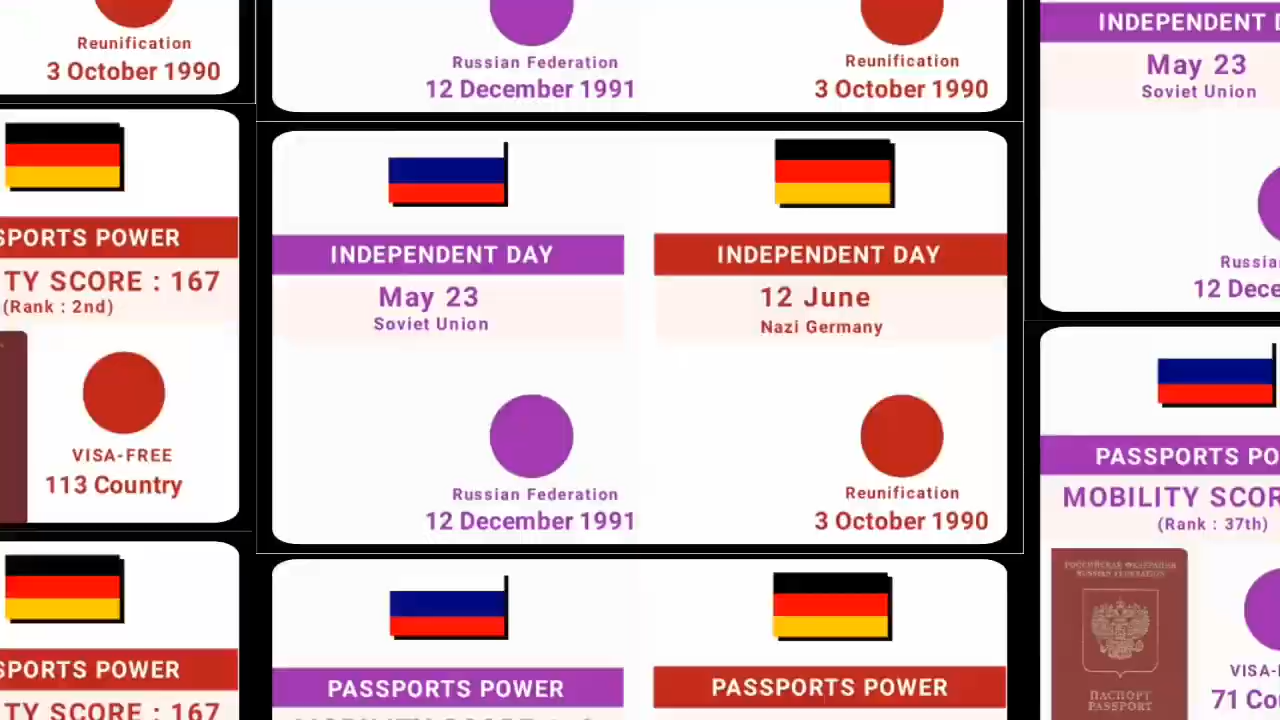 Reunification
3 October 1990
SPORTS POWER
TY SCORE : 167
(Rank : 2nd)
VISA-FREE
113 Country
SPORTS POWER
TY SCORE : 167
Russian Federation
12 December 1991
Reunification
3 October 1990
INDEPENDENT DAY
May 23
Soviet Union
INDEPENDENT DAY
12 June
Nazi Germany
Russian Federation
12 December 1991
Reunification
3 October 1990
PASSPORTS POWER
PASSPORTS POWER
INDEPENDENT D
May 23
Soviet Union
Russia
12 Dece
PASSPORTS PO
MOBILITY SCOR
(Rank : 37th)
РОССИЙСКАЯ ФЕДЕРАЦИЯ
RUSSIAN FEDERATION
ПАСПОРТ
PASSPORT
VISA-
71 Co